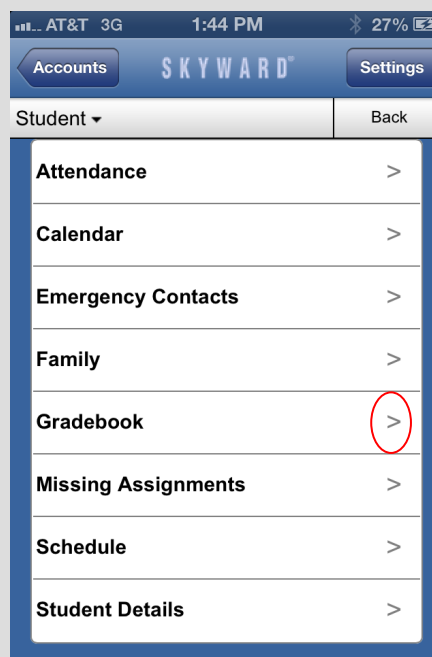 AT&T 3G 1:44 PM 27%
Accounts SKYWARD® Settings
Student Back
Attendance >
Calendar >
Emergency Contacts >
Family >
Gradebook >
Missing Assignments >
Schedule >
Student Details >